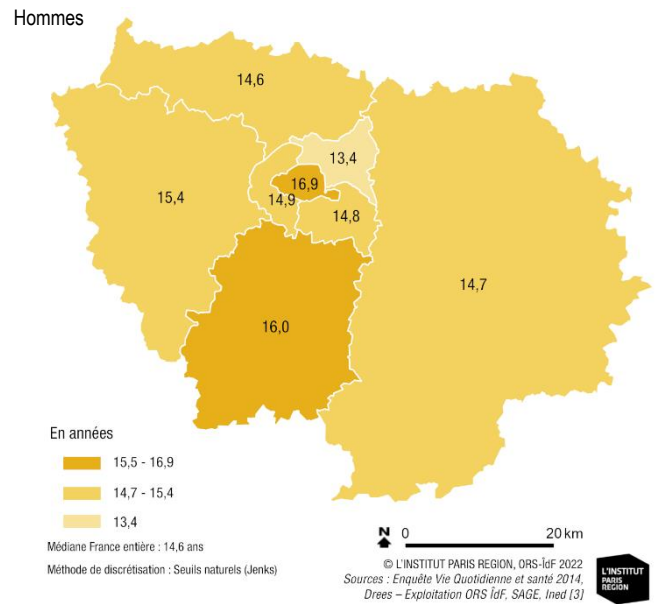 Hommes
14,6
13,4
16,9
15,4
14,9
14,8
14,7
16,0
En années
15,5 - 16,9
14,7 - 15,4
13,4
Médiane France entière : 14,6 ans
Méthode de discrétisation : Seuils naturels (Jenks)
N
0 20 km
© L'INSTITUT PARIS REGION, ORS-ÎdF 2022
Sources : Enquête Vie Quotidienne et santé 2014,
Drees – Exploitation ORS ÎdF, SAGE, Ined [3]
L'INSTITUT
PARIS
REGION